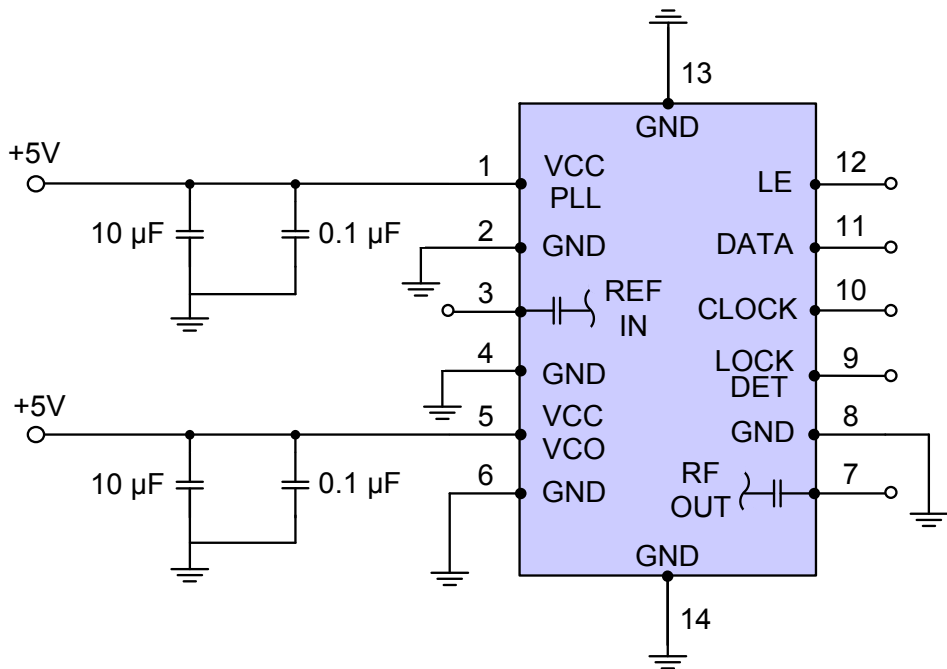 13
GND
+5V
1
VCC
PLL
10 µF
0.1 µF
2
GND
3
REF
IN
4
GND
+5V
5
VCC
VCO
10 µF
0.1 µF
6
GND
LE
12
DATA
11
CLOCK
10
LOCK
DET
9
GND
8
RF
OUT
7
GND
14